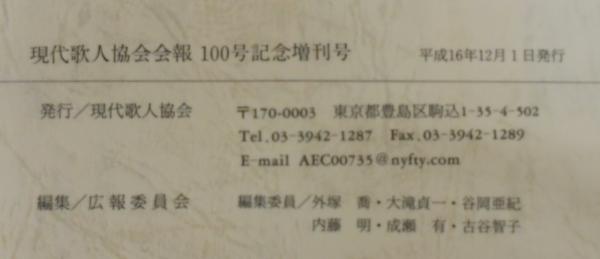 現代歌人協会会報 100号記念増刊号 平成16年12月1日発行
発行/現代歌人協会 〒170-0003 東京都豊島区駒込1-35-4-502
Tel.03-3942-1287 Fax.03-3942-1289
E-mail AEC00735@nyfty.com
編集/広報委員会 編集委員/外塚 喬・大滝貞一・谷岡亜紀
内藤 明・成瀬 有・古谷智子